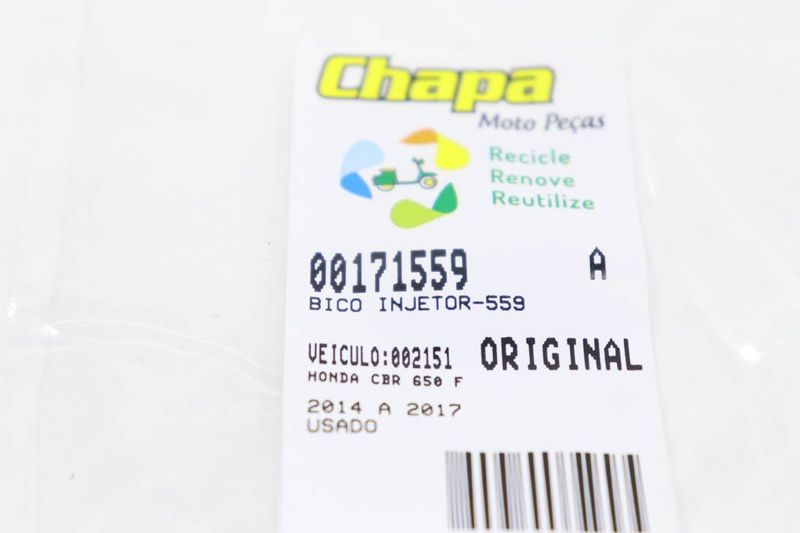 Chapa
Moto Peças
Recicle
Renove
Reutilize
00171559 A
BICO INJETOR-559
VEICULO:002151 ORIGINAL
HONDA CBR 650 F
2014 A 2017
USADO